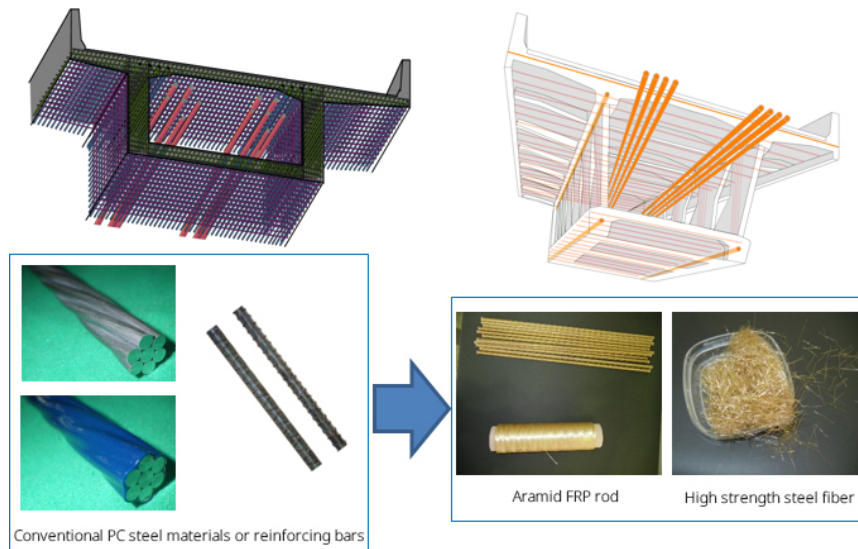 Conventional PC steel materials or reinforcing bars
Aramid FRP rod
High strength steel fiber